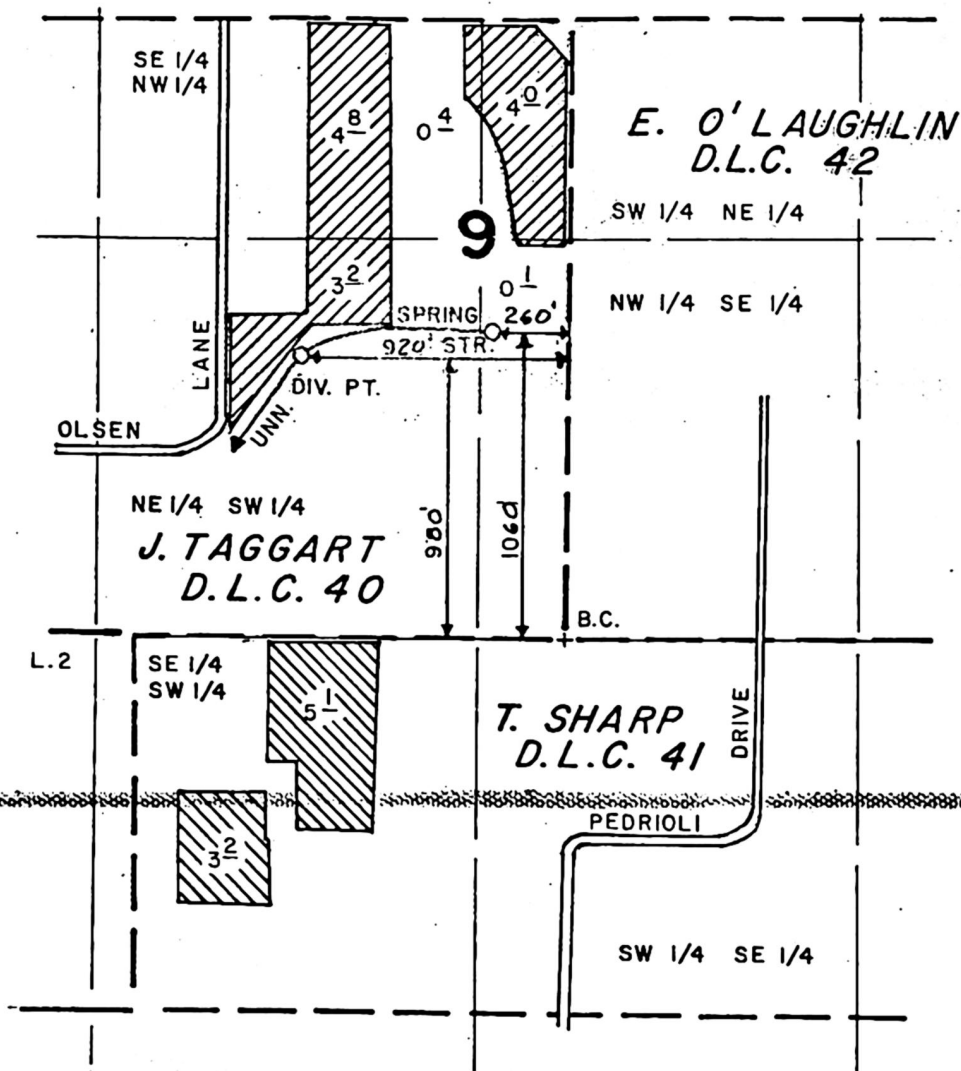 SE 1/4
NW 1/4
4 8
0 4
4 0
E. O'LAUGHLIN
D.L.C. 42
SW 1/4 NE 1/4
9
3 2
0 1
NW 1/4 SE 1/4
SPRING
260'
920' STR.
LANE
DIV. PT.
UNN.
OLSEN
NE 1/4 SW 1/4
J. TAGGART
D.L.C. 40
980'
1060'
B.C.
L.2
SE 1/4
SW 1/4
5 1
T. SHARP
D.L.C. 41
DRIVE
PEDRIOLI
3 2
SW 1/4 SE 1/4